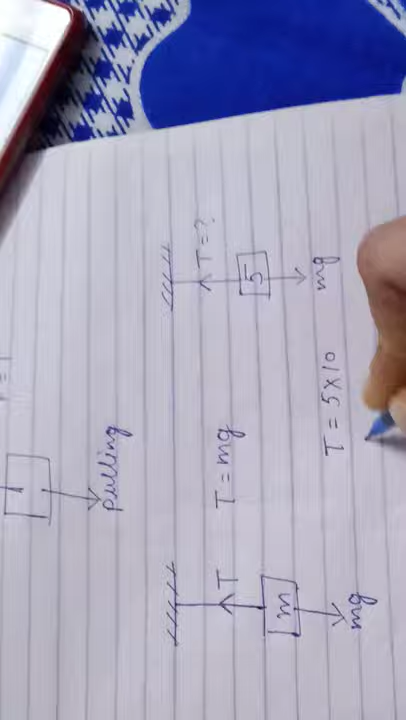 pulling
T
m
mg
T = mg
T = ?
5
mg
T = 5 × 10